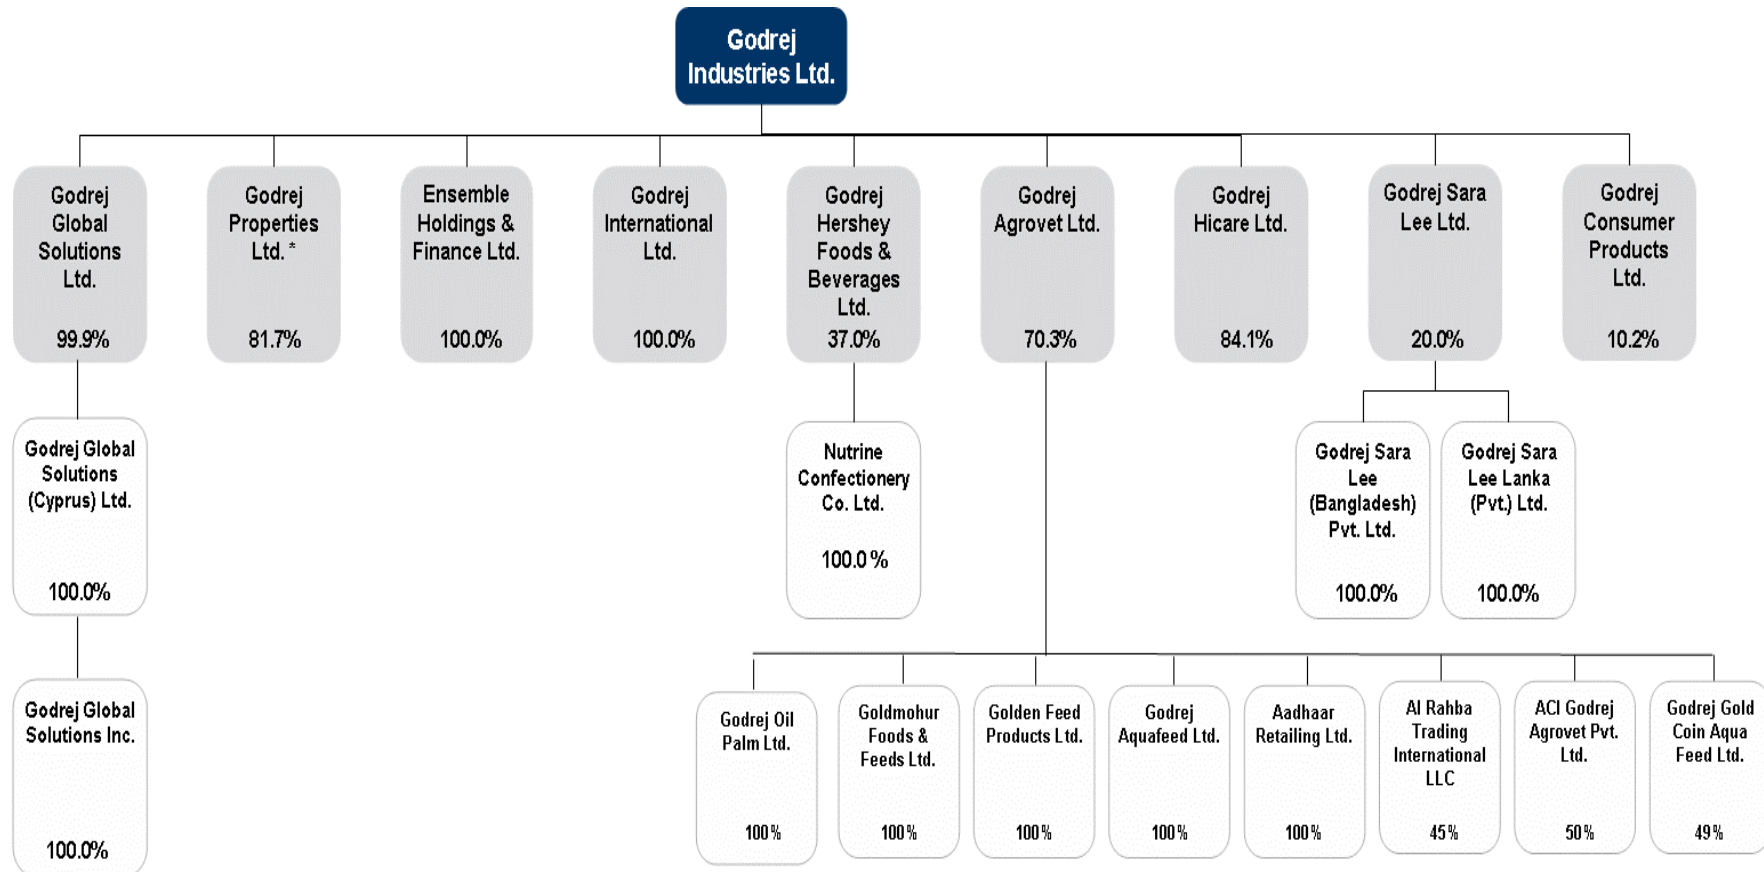 Godrej
Industries Ltd.
Godrej
Global
Solutions
Ltd.
99.9%
Godrej
Properties
Ltd. *
81.7%
Ensemble
Holdings &
Finance Ltd.
100.0%
Godrej
International
Ltd.
100.0%
Godrej
Hershey
Foods &
Beverages
Ltd.
37.0%
Godrej
Agrovet Ltd.
70.3%
Godrej
Hicare Ltd.
84.1%
Godrej Sara
Lee Ltd.
20.0%
Godrej
Consumer
Products
Ltd.
10.2%
Godrej Global
Solutions
(Cyprus) Ltd.
100.0%
Nutrine
Confectionery
Co. Ltd.
100.0 %
Godrej Sara
Lee
(Bangladesh)
Pvt. Ltd.
100.0%
Godrej Sara
Lee Lanka
(Pvt.) Ltd.
100.0%
Godrej Global
Solutions Inc.
100.0%
Godrej Oil
Palm Ltd.
100%
Goldmohur
Foods &
Feeds Ltd.
100%
Golden Feed
Products Ltd.
100%
Godrej
Aquafeed Ltd.
100%
Aadhaar
Retailing Ltd.
100%
Al Rahba
Trading
International
LLC
45%
ACI Godrej
Agrovet Pvt.
Ltd.
50%
Godrej Gold
Coin Aqua
Feed Ltd.
49%